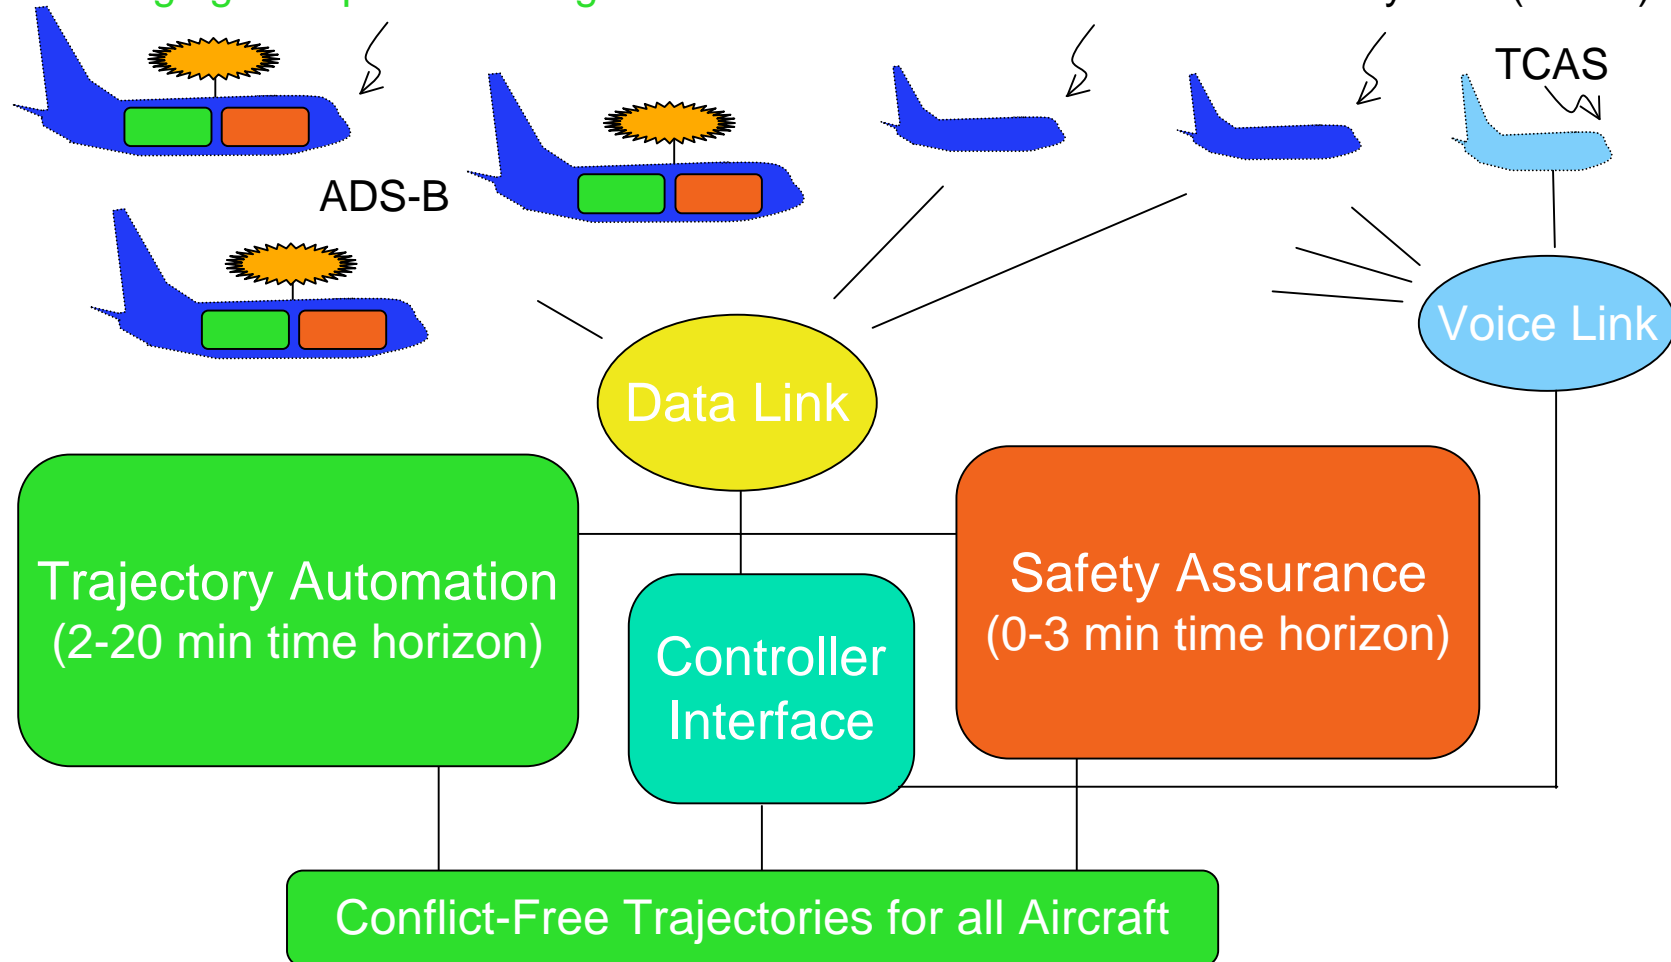 TCAS
ADS-B
Voice Link
Data Link
Trajectory Automation
(2-20 min time horizon)
Safety Assurance
(0-3 min time horizon)
Controller
Interface
Conflict-Free Trajectories for all Aircraft